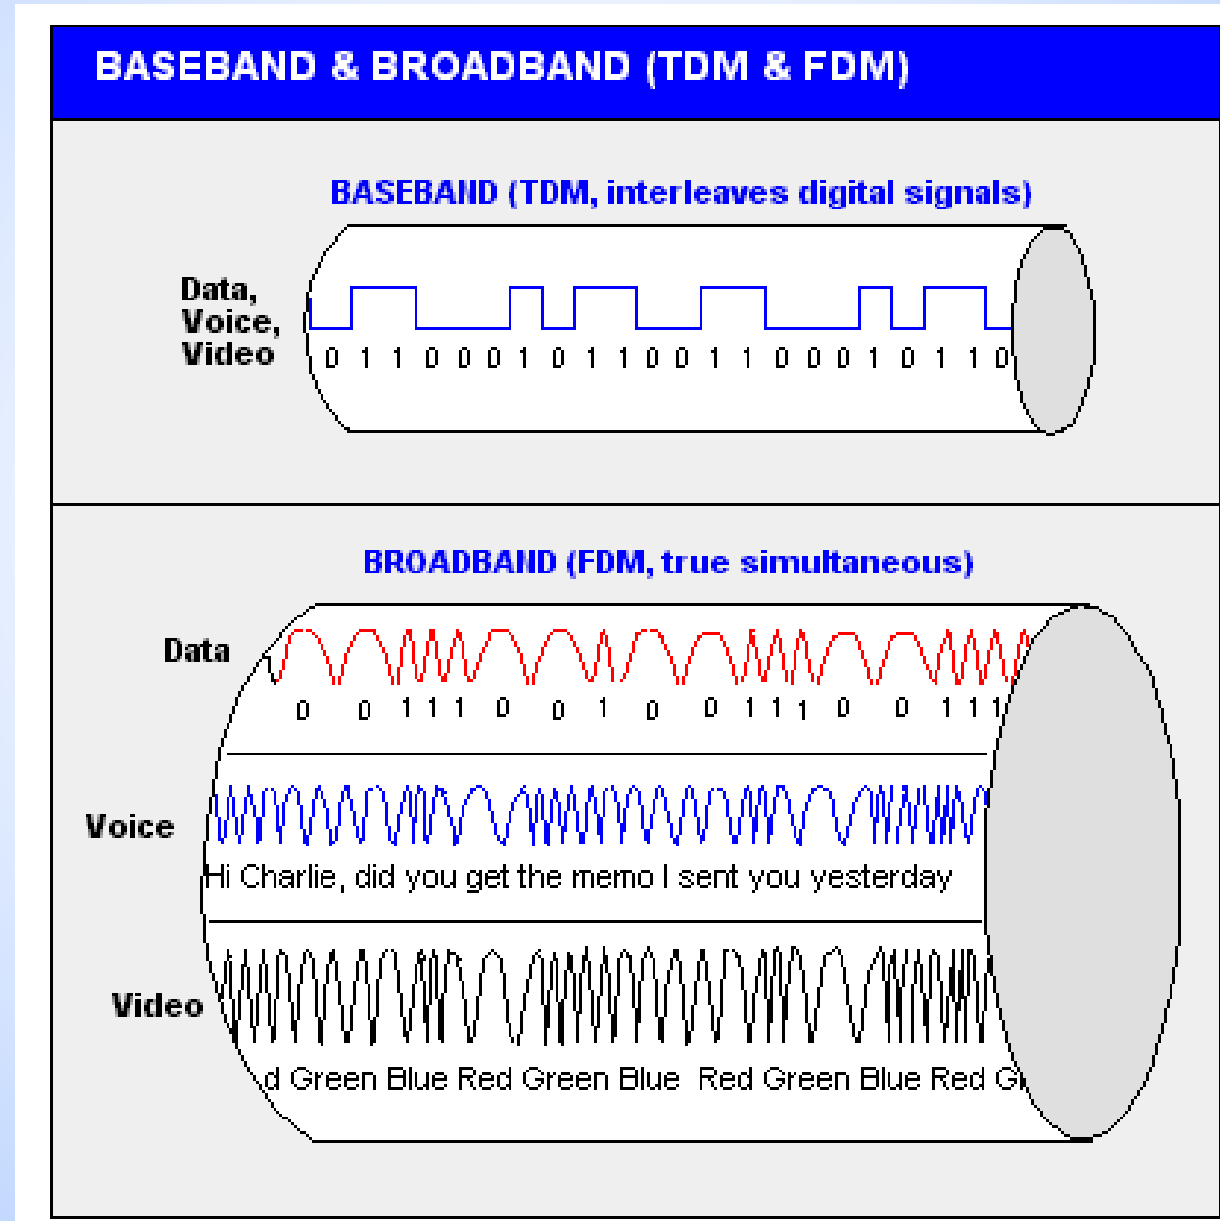 BASEBAND & BROADBAND (TDM & FDM)
BASEBAND (TDM, interleaves digital signals)
Data,
Voice,
Video
0 1 1 0 0 0 1 0 1 1 0 0 1 1 0 0 0 1 0 1 1 0
BROADBAND (FDM, true simultaneous)
Data
0 0 1 1 1 0 0 1 0 0 1 1 1 0 0 1 1 1
Voice
Hi Charlie, did you get the memo I sent you yesterday
Video
d Green Blue Red Green Blue Red Green Blue Red G